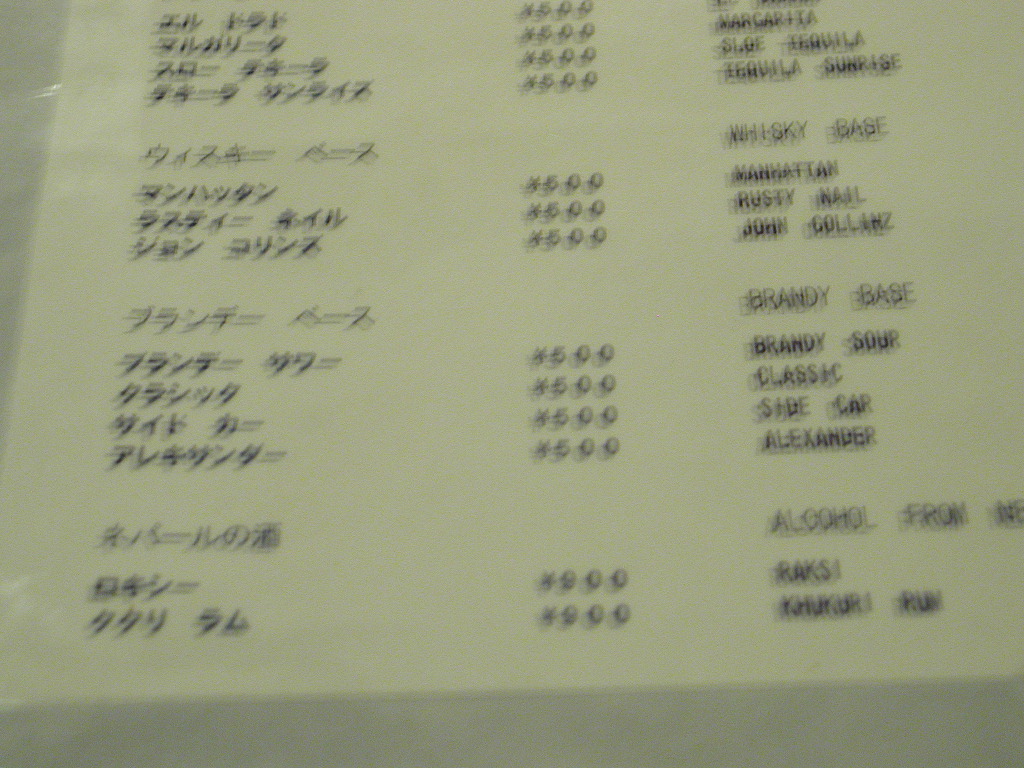 エル ドラド ¥500
マルガリータ ¥500 MARGARITA
スロー テキーラ ¥500 SLOE TEQUILA
テキーラ サンライズ ¥500 TEQUILA SUNRISE
ウィスキー ベース WHISKY BASE
マンハッタン ¥500 MANHATTAN
ラスティー ネイル ¥500 RUSTY NAIL
ジョン コリンズ ¥500 JOHN COLLINZ
ブランデー ベース BRANDY BASE
ブランデー サワー ¥500 BRANDY SOUR
クラシック ¥500 CLASSIC
サイド カー ¥500 SIDE CAR
アレキサンダー ¥500 ALEXANDER
ネパールの酒 ALCOHOL FROM NE
ロキシー ¥900 RAKSI
ククリ ラム ¥900 KHUKURI RUM